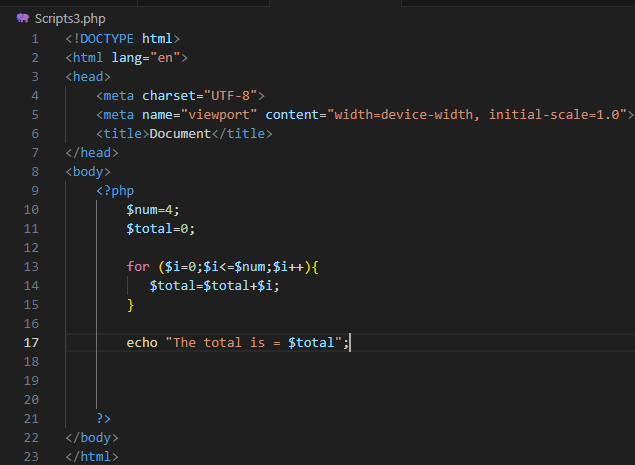 Scripts3.php
1 <!DOCTYPE html>
2 <html lang="en">
3 <head>
4     <meta charset="UTF-8">
5     <meta name="viewport" content="width=device-width, initial-scale=1.0">
6     <title>Document</title>
7 </head>
8 <body>
9     <?php
10         $num=4;
11         $total=0;
12
13         for ($i=0;$i<=$num;$i++){
14            $total=$total+$i;
15         }
16
17         echo "The total is = $total";
18
19
20
21     ?>
22 </body>
23 </html>